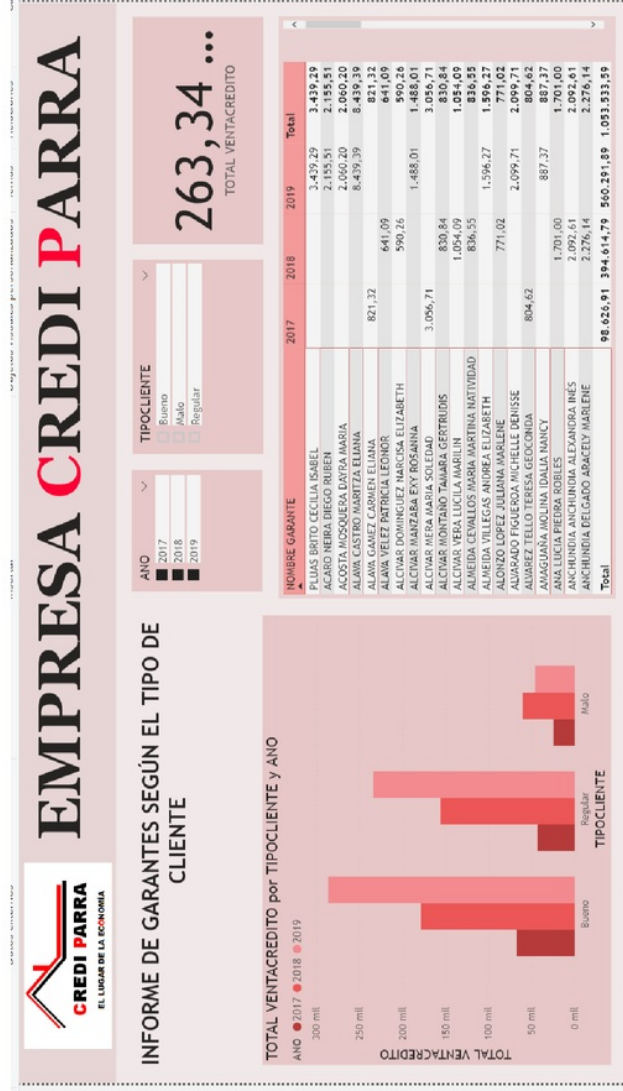 EMPRESA CREDI PARRA
CREDI PARRA
EL LUGAR DE LA ECONOMÍA
INFORME DE GARANTES SEGÚN EL TIPO DE
CLIENTE
ANO
2017
2018
2019
TIPOCLIENTE
Bueno
Malo
Regular
263,34 ...
TOTAL VENTACREDITO
TOTAL VENTACREDITO por TIPOCLIENTE y ANO
ANO 2017 2018 2019
300 mil
250 mil
200 mil
150 mil
100 mil
50 mil
0 mil
TOTAL VENTACREDITO
Bueno Regular Malo
TIPOCLIENTE
NOMBRE GARANTE 2017 2018 2019 Total
PLUAS BRITO CECILIA ISABEL 3.439,29 3.439,29
ACARO NEIRA DIEGO RUBEN 2.155,51 2.155,51
ACOSTA MOSQUERA DAYRA MARIA 2.060,20 2.060,20
ALAVA CASTRO MARITZA ELIANA 8.439,39 8.439,39
ALAVA GAMEZ CARMEN ELIANA 821,32 821,32
ALAVA VELEZ PATRICIA LEONOR 641,09 641,09
ALCIVAR DOMINGUEZ NARCISA ELIZABETH 590,26 590,26
ALCIVAR MANZABA EXY ROSANNA 1.488,01 1.488,01
ALCIVAR MERA MARIA SOLEDAD 3.056,71 3.056,71
ALCIVAR MONTAÑO TAMARA GERTRUDIS 830,84 830,84
ALCIVAR VERA LUCILA MARILIN 1.054,09 1.054,09
ALMEIDA CEVALLOS MARIA MARTINA NATIVIDAD 836,55 836,55
ALMEIDA VILLEGAS ANDREA ELIZABETH 1.596,27 1.596,27
ALONZO LOPEZ JULIANA MARLENE 771,02 771,02
ALVARADO FIGUEROA MICHELLE DENISSE 2.099,71 2.099,71
ALVAREZ TELLO TERESA GEOCONDA 804,62 804,62
AMAGUAÑA MOLINA IDALIA NANCY 887,37 887,37
ANA LUCIA PIEDRA ROBLES 1.701,00 1.701,00
ANCHUNDIA ANCHUNDIA ALEXANDRA INÉS 2.092,61 2.092,61
ANCHUNDIA DELGADO ARACELY MARLENE 2.276,14 2.276,14
Total 98.626,91 394.614,79 560.291,89 1.053.533,59